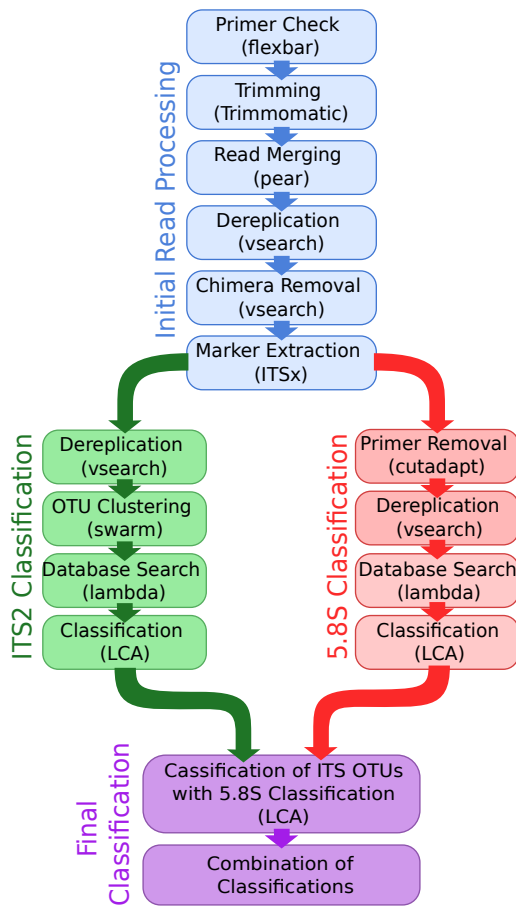 Initial Read Processing
Primer Check
(flexbar)
Trimming
(Trimmomatic)
Read Merging
(pear)
Dereplication
(vsearch)
Chimera Removal
(vsearch)
Marker Extraction
(ITSx)
ITS2 Classification
Dereplication
(vsearch)
OTU Clustering
(swarm)
Database Search
(lambda)
Classification
(LCA)
5.8S Classification
Primer Removal
(cutadapt)
Dereplication
(vsearch)
Database Search
(lambda)
Classification
(LCA)
Final
Classification
Cassification of ITS OTUs
with 5.8S Classification
(LCA)
Combination of
Classifications